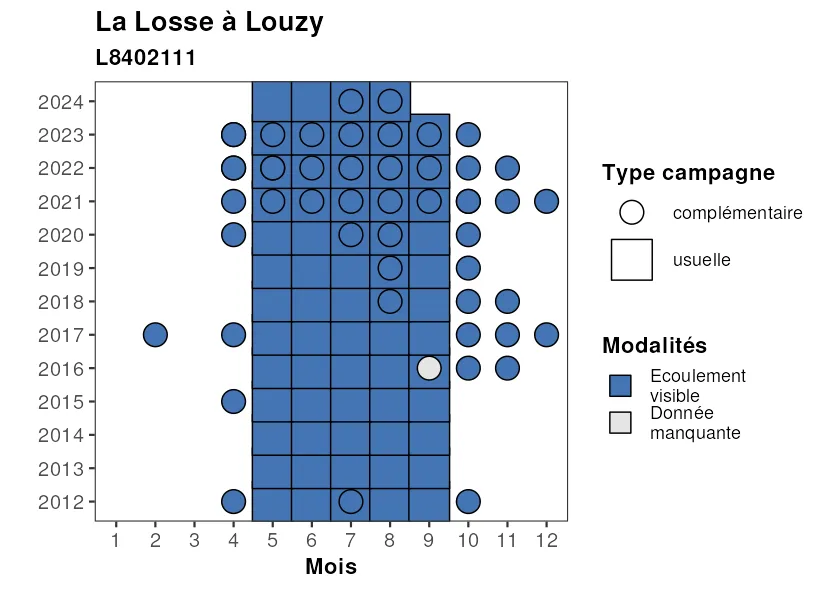 La Losse à Louzy
L8402111
2024
2023
2022
2021
2020
2019
2018
2017
2016
2015
2014
2013
2012
1 2 3 4 5 6 7 8 9 10 11 12
Mois
Type campagne
complémentaire
usuelle
Modalités
Ecoulement
visible
Donnée
manquante